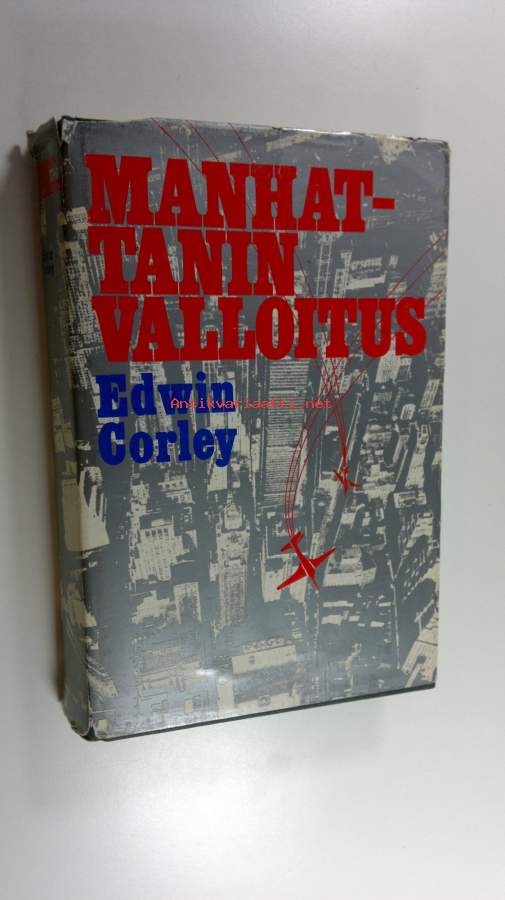 MANHAT-
TANIN
VALLOITUS
Edwin
Antikvariaatti.net
Corley